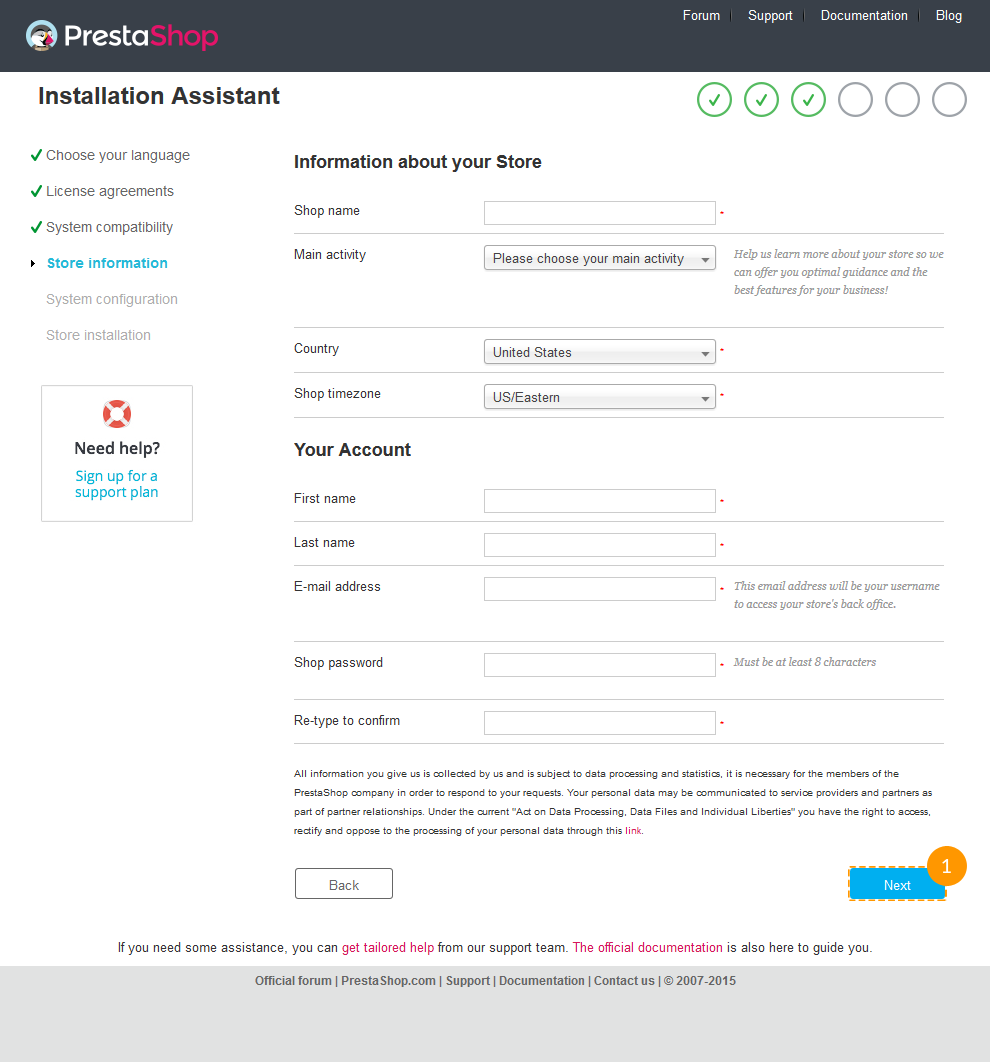 Forum
Support
Documentation
Blog
PrestaShop
Installation Assistant
Choose your language
License agreements
System compatibility
Store information
System configuration
Store installation
Need help?
Sign up for a
support plan
Information about your Store
Shop name
Main activity
Please choose your main activity
Help us learn more about your store so we
can offer you optimal guidance and the
best features for your business!
Country
United States
Shop timezone
US/Eastern
Your Account
First name
Last name
E-mail address
This email address will be your username
to access your store's back office.
Shop password
Must be at least 8 characters
Re-type to confirm
All information you give us is collected by us and is subject to data processing and statistics, it is necessary for the members of the
PrestaShop company in order to respond to your requests. Your personal data may be communicated to service providers and partners as
part of partner relationships. Under the current "Act on Data Processing, Data Files and Individual Liberties" you have the right to access,
rectify and oppose to the processing of your personal data through this link.
Back
Next
1
If you need some assistance, you can get tailored help from our support team. The official documentation is also here to guide you.
Official forum | PrestaShop.com | Support | Documentation | Contact us | © 2007-2015